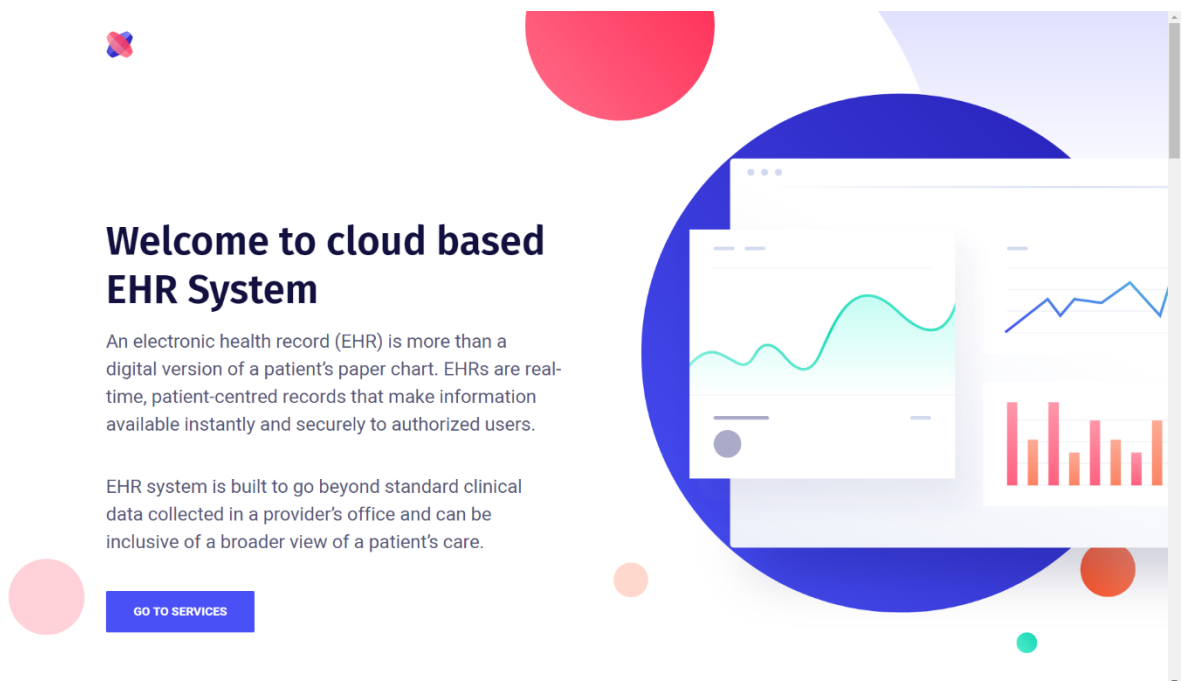 Welcome to cloud based
EHR System
An electronic health record (EHR) is more than a
digital version of a patient’s paper chart. EHRs are real-
time, patient-centred records that make information
available instantly and securely to authorized users.
EHR system is built to go beyond standard clinical
data collected in a provider’s office and can be
inclusive of a broader view of a patient’s care.
GO TO SERVICES